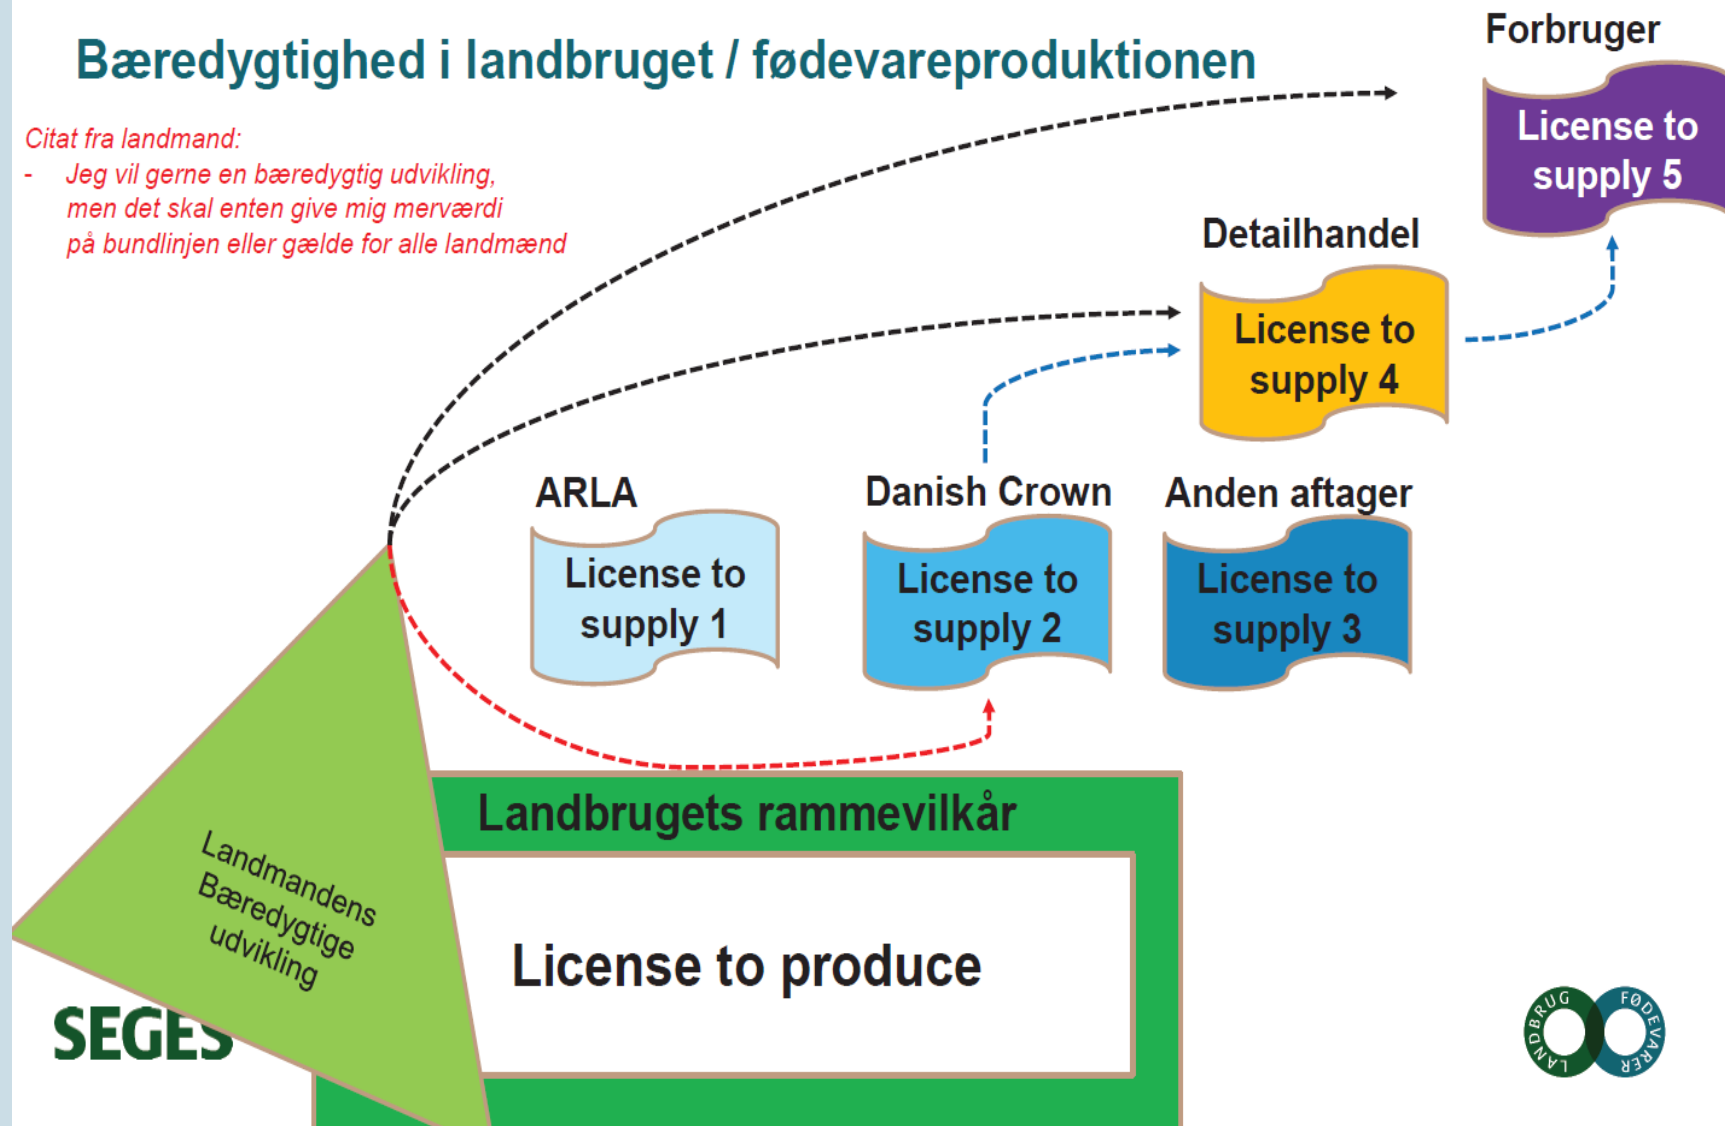 Bæredygtighed i landbruget / fødevareproduktionen
Forbruger
License to
supply 5
Citat fra landmand:
- Jeg vil gerne en bæredygtig udvikling,
men det skal enten give mig merværdi
på bundlinjen eller gælde for alle landmænd
Detailhandel
License to
supply 4
ARLA
License to
supply 1
Danish Crown
License to
supply 2
Anden aftager
License to
supply 3
Landbrugets rammevilkår
License to produce
Landmandens
Bæredygtige
udvikling
SEGES
LANDBRUG
FØDEVARER